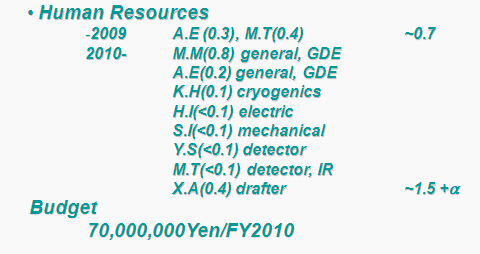 • Human Resources
-2009 A.E (0.3), M.T(0.4) ~0.7
2010- M.M(0.8) general, GDE
A.E(0.2) general, GDE
K.H(0.1) cryogenics
H.I(<0.1) electric
S.I(<0.1) mechanical
Y.S(<0.1) detector
M.T(<0.1) detector, IR
X.A(0.4) drafter ~1.5 +α
Budget
70,000,000Yen/FY2010